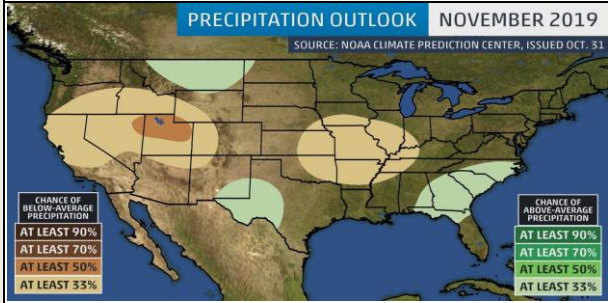 PRECIPITATION OUTLOOK NOVEMBER 2019
SOURCE: NOAA CLIMATE PREDICTION CENTER, ISSUED OCT. 31
CHANCE OF
BELOW-AVERAGE
PRECIPITATION
AT LEAST 90%
AT LEAST 70%
AT LEAST 50%
AT LEAST 33%
CHANCE OF
ABOVE-AVERAGE
PRECIPITATION
AT LEAST 90%
AT LEAST 70%
AT LEAST 50%
AT LEAST 33%